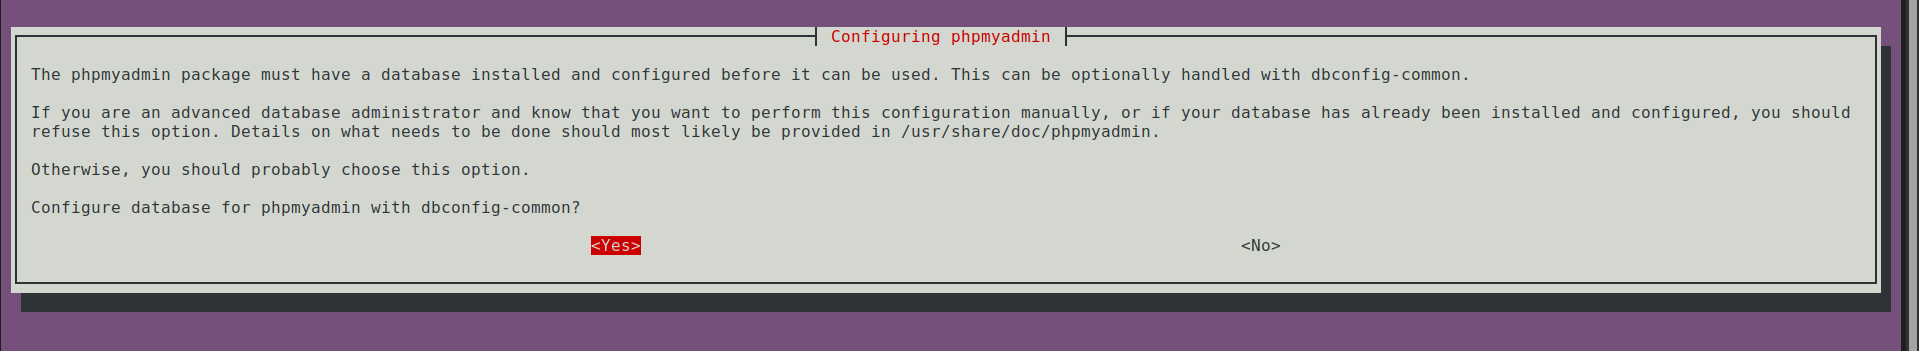 Configuring phpmyadmin
The phpmyadmin package must have a database installed and configured before it can be used. This can be optionally handled with dbconfig-common.
If you are an advanced database administrator and know that you want to perform this configuration manually, or if your database has already been installed and configured, you should
refuse this option. Details on what needs to be done should most likely be provided in /usr/share/doc/phpmyadmin.
Otherwise, you should probably choose this option.
Configure database for phpmyadmin with dbconfig-common?
<Yes> <No>